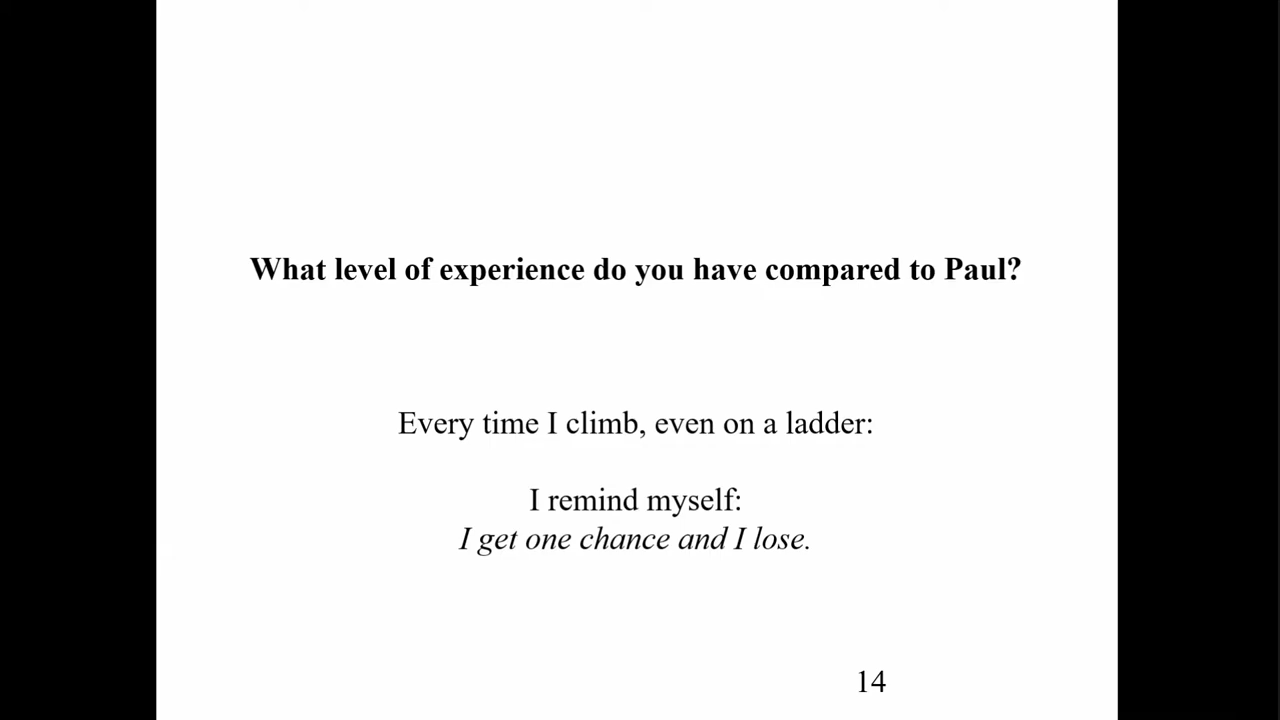 What level of experience do you have compared to Paul?
Every time I climb, even on a ladder:
I remind myself:
I get one chance and I lose.
14